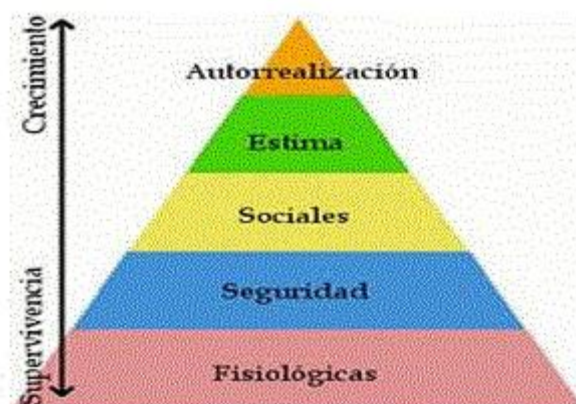 Crecimiento
Autorrealización
Estima
Sociales
Seguridad
Supervivencia
Fisiológicas